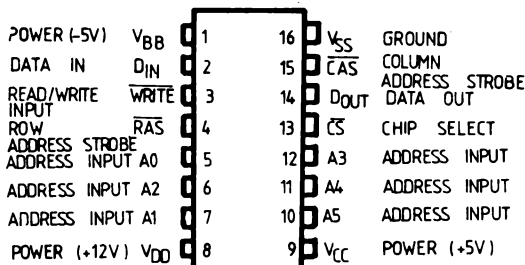 POWER (-5V) VBB 1 16 VSS GROUND
DATA IN DIN 2 15 CAS COLUMN ADDRESS STROBE
READ/WRITE INPUT WRITE 3 14 DOUT DATA OUT
ROW ADDRESS STROBE RAS 4 13 CS CHIP SELECT
ADDRESS INPUT A0 5 12 A3 ADDRESS INPUT
ADDRESS INPUT A2 6 11 A4 ADDRESS INPUT
ADDRESS INPUT A1 7 10 A5 ADDRESS INPUT
POWER (+12V) VDD 8 9 VCC POWER (+5V)